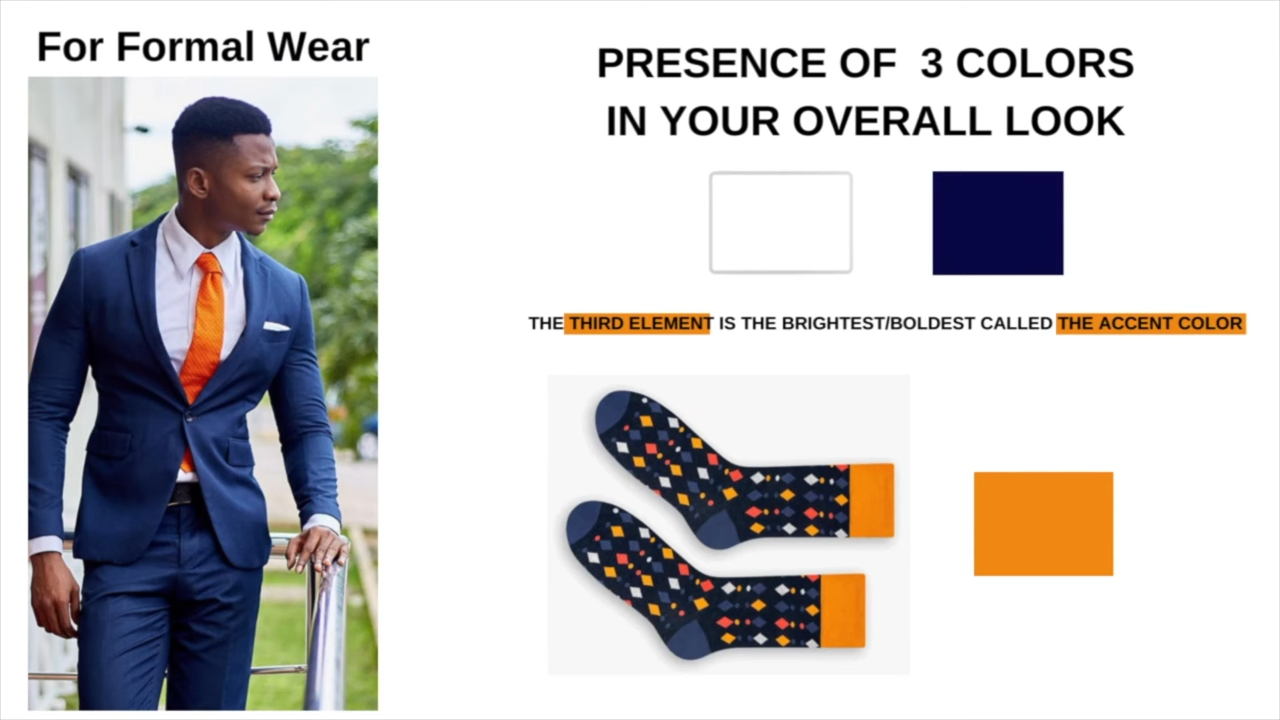 For Formal Wear
PRESENCE OF 3 COLORS
IN YOUR OVERALL LOOK
THE THIRD ELEMENT IS THE BRIGHTEST/BOLDEST CALLED THE ACCENT COLOR